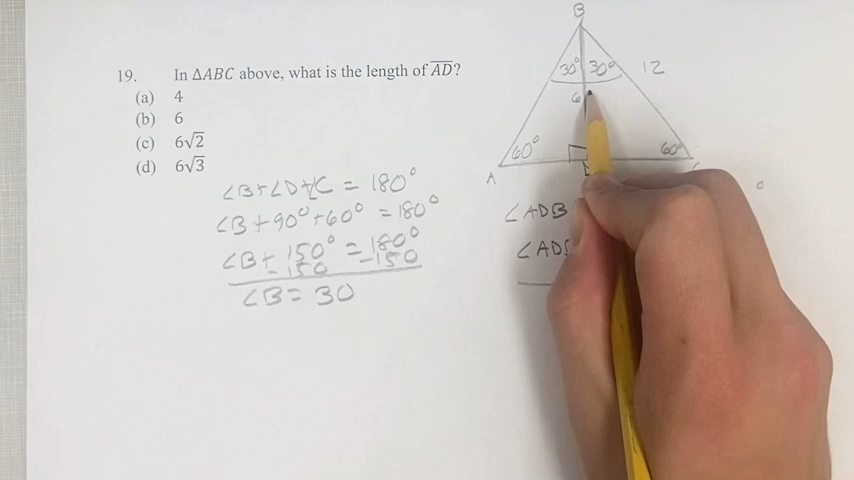 19. In ΔABC above, what is the length of AD?
(a) 4
(b) 6
(c) 6√2
(d) 6√3
∠B+∠D+∠C = 180°
∠B+90°+60° = 180°
∠B+ 150° = 180°
-150 -150
∠B = 30
B
30° 30° 12
6
60° 60°
A
∠ADB
∠AD